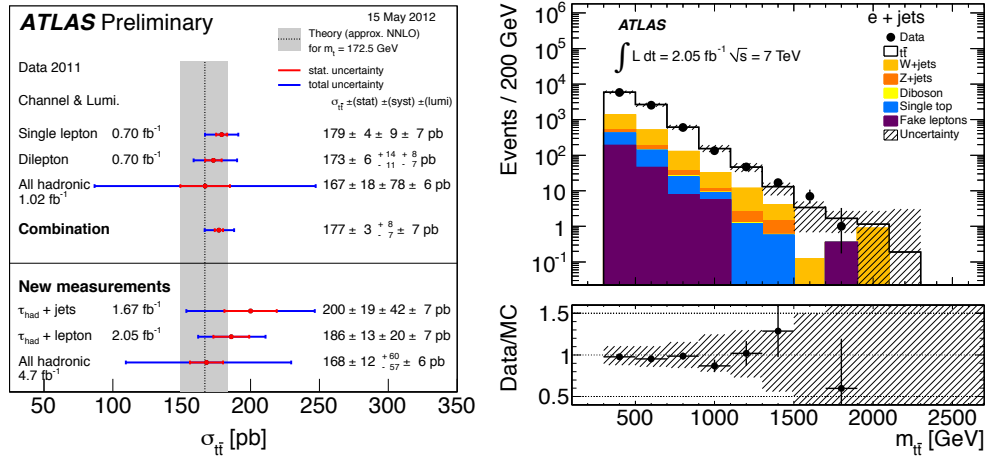 ATLAS Preliminary
15 May 2012
Theory (approx. NNLO)
for mt = 172.5 GeV
stat. uncertainty
total uncertainty
Data 2011
Channel & Lumi.
σtt̄ ±(stat) ±(syst) ±(lumi)
Single lepton 0.70 fb⁻¹ 179 ± 4 ± 9 ± 7 pb
Dilepton 0.70 fb⁻¹ 173 ± 6 +14 -11 +8 -7 pb
All hadronic 167 ± 18 ± 78 ± 6 pb
1.02 fb⁻¹
Combination 177 ± 3 +8 -7 ± 7 pb
New measurements
τhad + jets 1.67 fb⁻¹ 200 ± 19 ± 42 ± 7 pb
τhad + lepton 2.05 fb⁻¹ 186 ± 13 ± 20 ± 7 pb
All hadronic 168 ± 12 +60 -57 ± 6 pb
4.7 fb⁻¹
50 100 150 200 250 300 350
σtt̄ [pb]
Events / 200 GeV
10⁶
10⁵
10⁴
10³
10²
10
1
10⁻¹
ATLAS
∫ L dt = 2.05 fb⁻¹ √s = 7 TeV
e + jets
Data
tt̄
W+jets
Z+jets
Diboson
Single top
Fake leptons
Uncertainty
Data/MC
1.5
1
0.5
500 1000 1500 2000 2500
mtt̄ [GeV]